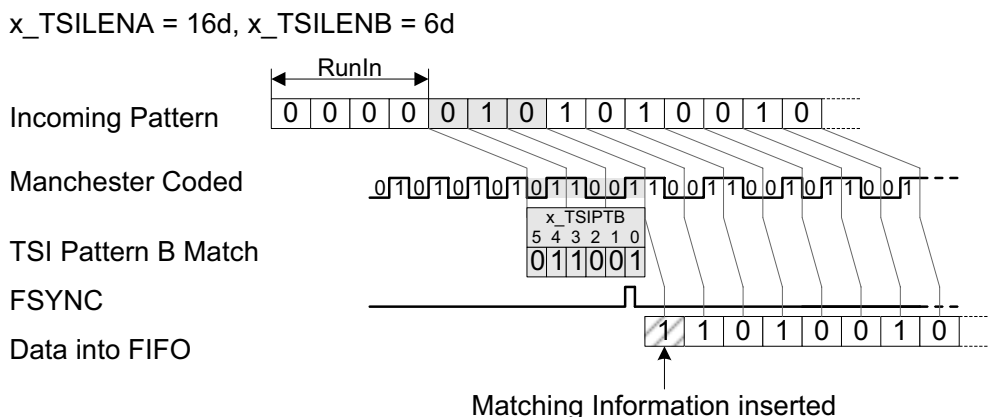 x_TSILENA = 16d, x_TSILENB = 6d
RunIn
Incoming Pattern 0 0 0 0 0 1 0 1 0 1 0 0 1 0
Manchester Coded 0 1 0 1 0 1 0 1 0 1 1 0 0 1 1 0 0 1 1 0 0 1 0 1 1 0 0 1
x_TSIPTB
5 4 3 2 1 0
TSI Pattern B Match 0 1 1 0 0 1
FSYNC
Data into FIFO 1 1 0 1 0 0 1 0
Matching Information inserted